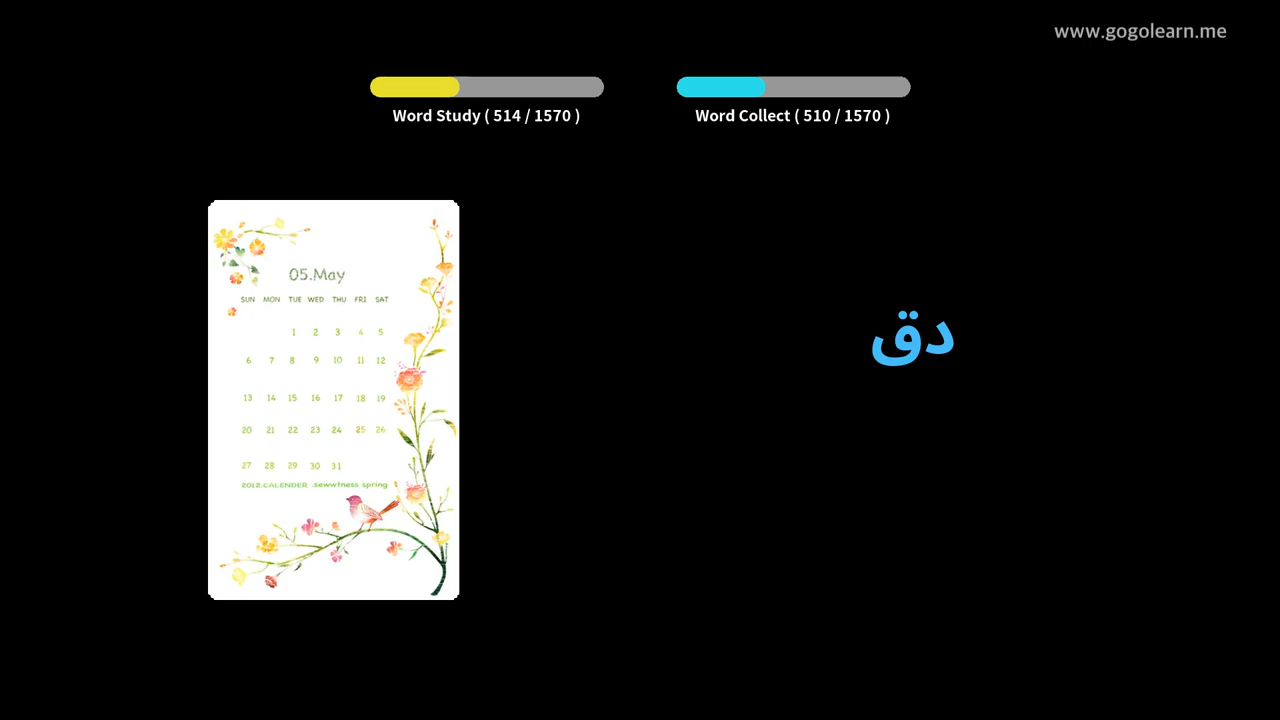 www.gogolearn.me
Word Study ( 514 / 1570 )
Word Collect ( 510 / 1570 )
05.May
SUN MON TUE WED THU FRI SAT
1 2 3 4 5
6 7 8 9 10 11 12
13 14 15 16 17 18 19
20 21 22 23 24 25 26
27 28 29 30 31
2012.CALENDER .sewwtness spring
دق